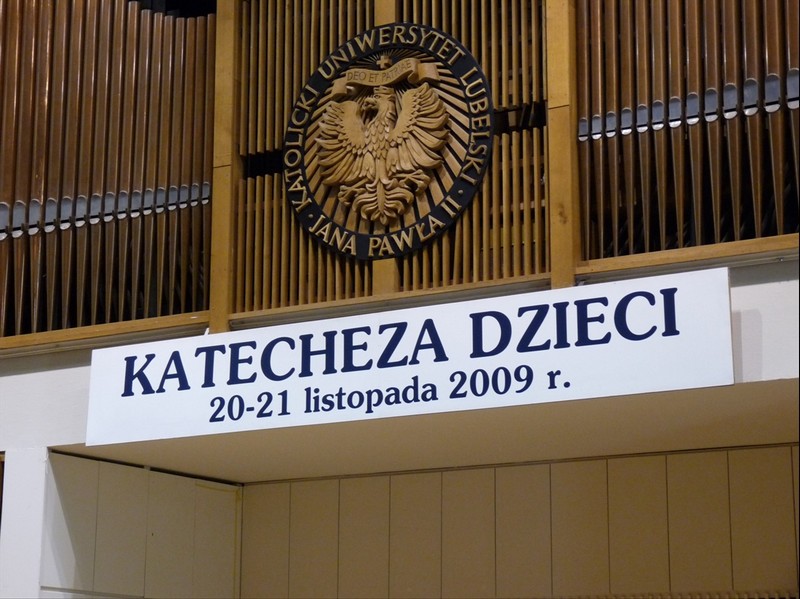 DEO ET PATRIAE
KATOLICKI UNIWERSYTET LUBELSKI
· JANA PAWŁA II ·
KATECHEZA DZIECI
20-21 listopada 2009 r.